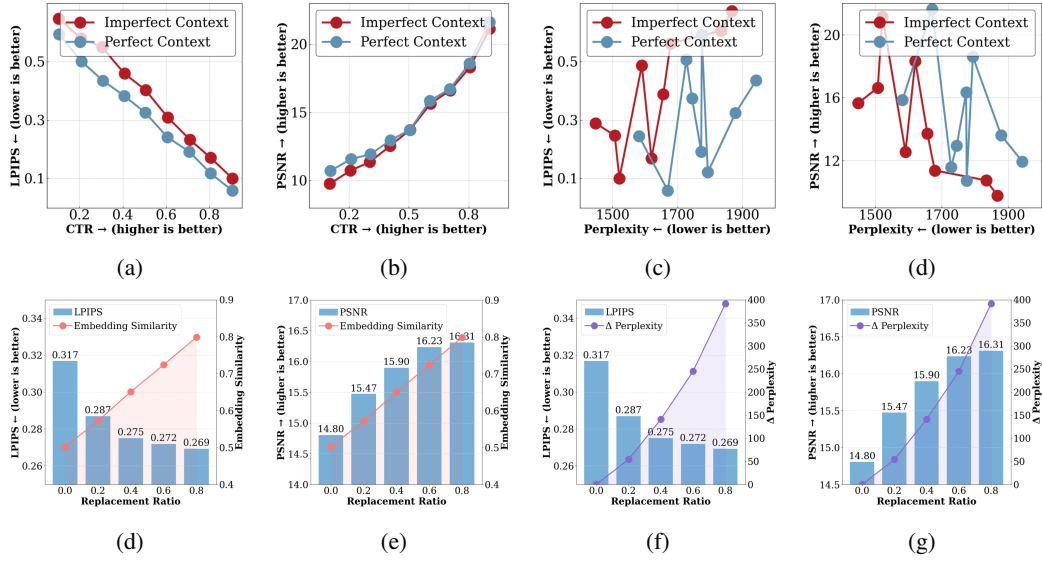 LPIPS ← (lower is better)
0.5
0.3
0.1
Imperfect Context
Perfect Context
0.2 0.4 0.6 0.8
CTR → (higher is better)
(a)
PSNR → (higher is better)
20
15
10
Imperfect Context
Perfect Context
0.2 0.5 0.8
CTR → (higher is better)
(b)
LPIPS ← (lower is better)
0.5
0.3
0.1
Imperfect Context
Perfect Context
1500 1700 1900
Perplexity ← (lower is better)
(c)
PSNR → (higher is better)
20
16
12
Imperfect Context
Perfect Context
1500 1700 1900
Perplexity ← (lower is better)
(d)
LPIPS ← (lower is better)
0.34
0.32
0.30
0.28
0.26
LPIPS
Embedding Similarity
0.317
0.287
0.275
0.272
0.269
0.9
0.8
0.7
0.6
0.5
0.4
Embedding Similarity
0.0 0.2 0.4 0.6 0.8
Replacement Ratio
(d)
PSNR → (higher is better)
17.0
16.5
16.0
15.5
15.0
14.5
14.0
PSNR
Embedding Similarity
14.80
15.47
15.90
16.23
16.31
0.9
0.8
0.7
0.6
0.5
0.4
Embedding Similarity
0.0 0.2 0.4 0.6 0.8
Replacement Ratio
(e)
LPIPS ← (lower is better)
0.34
0.32
0.30
0.28
0.26
LPIPS
Δ Perplexity
0.317
0.287
0.275
0.272
0.269
400
350
300
250
200
150
100
50
0
Δ Perplexity
0.0 0.2 0.4 0.6 0.8
Replacement Ratio
(f)
PSNR → (higher is better)
17.0
16.5
16.0
15.5
15.0
14.5
PSNR
Δ Perplexity
14.80
15.47
15.90
16.23
16.31
400
350
300
250
200
150
100
50
0
Δ Perplexity
0.0 0.2 0.4 0.6 0.8
Replacement Ratio
(g)